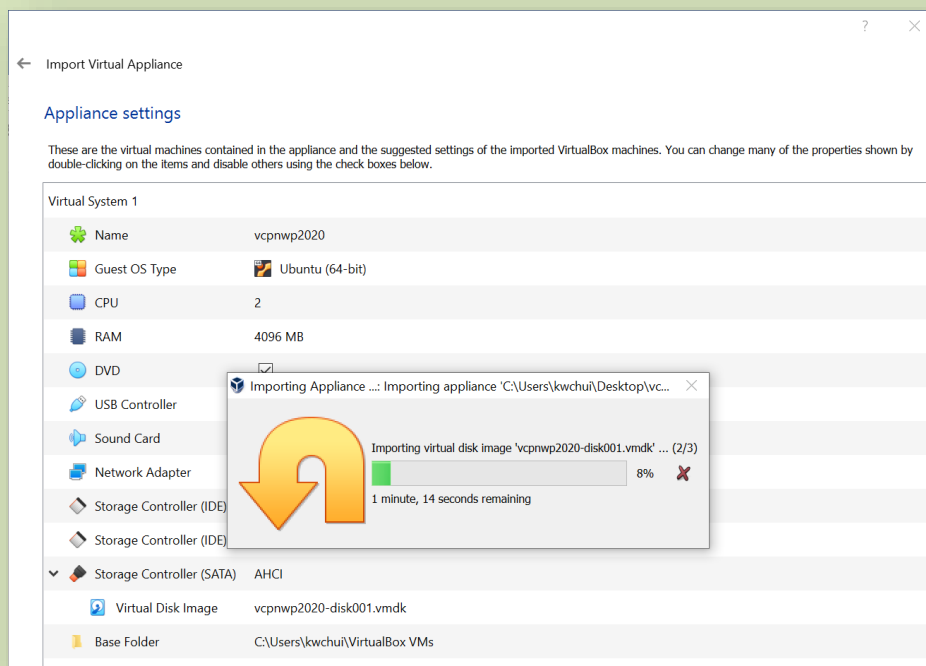 ?
Import Virtual Appliance
Appliance settings
These are the virtual machines contained in the appliance and the suggested settings of the imported VirtualBox machines. You can change many of the properties shown by
double-clicking on the items and disable others using the check boxes below.
Virtual System 1
Name vcpnwp2020
Guest OS Type Ubuntu (64-bit)
CPU 2
RAM 4096 MB
DVD
Importing Appliance ...: Importing appliance 'C:\Users\kwchui\Desktop\vc...
USB Controller
Sound Card
Importing virtual disk image 'vcpnwp2020-disk001.vmdk' ... (2/3)
Network Adapter
8%
1 minute, 14 seconds remaining
Storage Controller (IDE)
Storage Controller (IDE)
Storage Controller (SATA) AHCI
Virtual Disk Image vcpnwp2020-disk001.vmdk
Base Folder C:\Users\kwchui\VirtualBox VMs